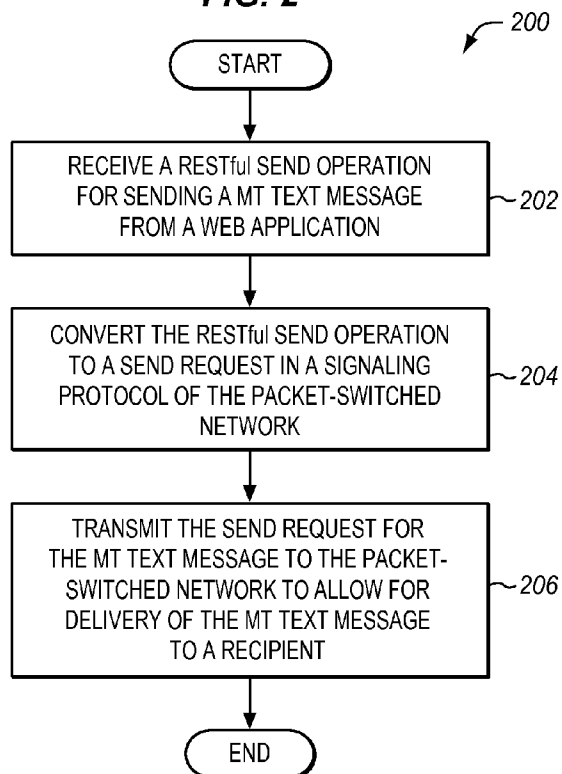 FIG. 2
200
START
RECEIVE A RESTful SEND OPERATION
FOR SENDING A MT TEXT MESSAGE
FROM A WEB APPLICATION
202
CONVERT THE RESTful SEND OPERATION
TO A SEND REQUEST IN A SIGNALING
PROTOCOL OF THE PACKET-SWITCHED
NETWORK
204
TRANSMIT THE SEND REQUEST FOR
THE MT TEXT MESSAGE TO THE PACKET-
SWITCHED NETWORK TO ALLOW FOR
DELIVERY OF THE MT TEXT MESSAGE
TO A RECIPIENT
206
END